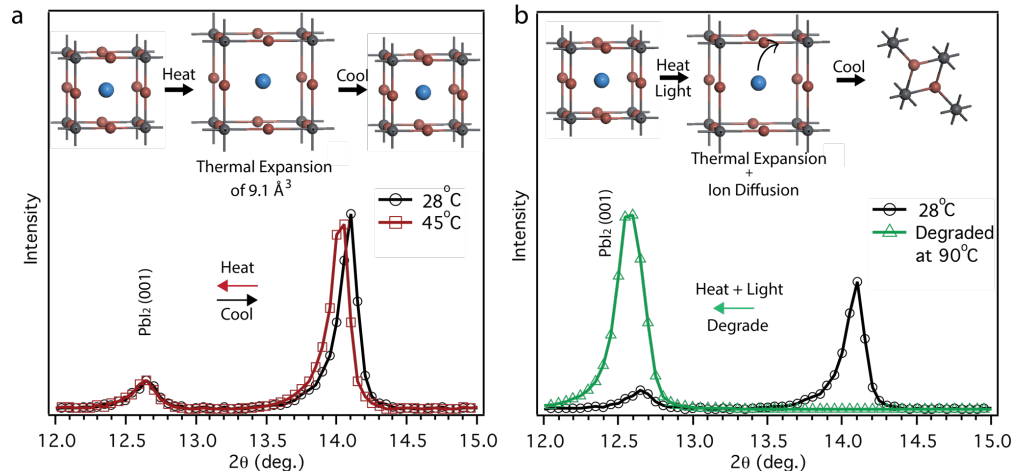 a
Heat
Cool
Thermal Expansion
of 9.1 Å³
28°C
45°C
Intensity
PbI₂ (001)
Heat
Cool
12.0 12.5 13.0 13.5 14.0 14.5 15.0
2θ (deg.)
b
Heat
Light
Cool
Thermal Expansion
+
Ion Diffusion
28°C
Degraded
at 90°C
Intensity
PbI₂ (001)
Heat + Light
Degrade
12.0 12.5 13.0 13.5 14.0 14.5 15.0
2θ (deg.)